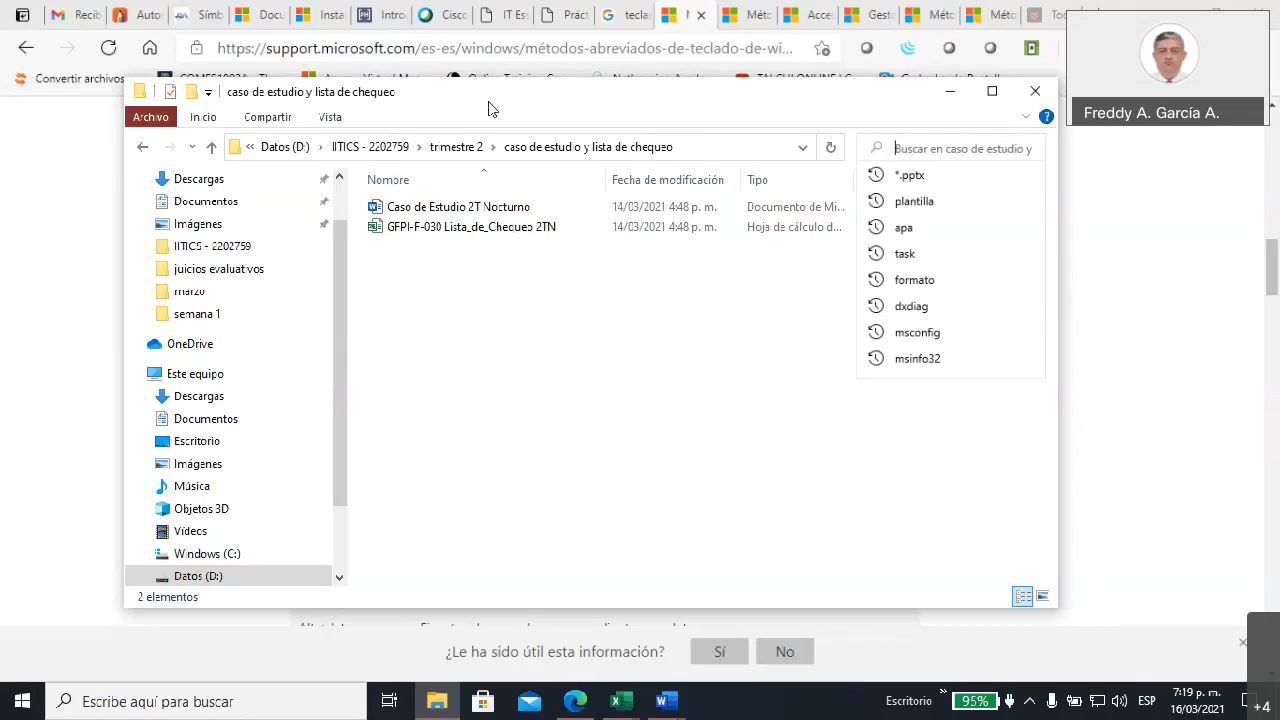 Recib
Autor
Símb
Docu
Insta
Intro
Cisco
IT Ess
Práct
tecla
M
Méto
Acce
Gesti
Méto
Méto
Too
https://support.microsoft.com/es-es/windows/métodos-abreviados-de-teclado-de-wi...
Convertir archivos
Freddy A. García A.
caso de estudio y lista de chequeo
Archivo
Inicio
Compartir
Vista
Datos (D:) > IITICS - 2202759 > trimestre 2 > caso de estudio y lista de chequeo
Buscar en caso de estudio y
*.pptx
plantilla
apa
task
formato
dxdiag
msconfig
msinfo32
Nombre
Fecha de modificación
Tipo
Caso de Estudio 2T Nocturno
14/03/2021 4:48 p. m.
Documento de Mi...
GFPI-F-030 Lista_de_Chequeo 2TN
14/03/2021 4:48 p. m.
Hoja de cálculo d...
Descargas
Documentos
Imágenes
IITICS - 2202759
juicios evaluativos
marzo
semana 1
OneDrive
Este equipo
Descargas
Documentos
Escritorio
Imágenes
Música
Objetos 3D
Vídeos
Windows (C:)
Datos (D:)
2 elementos
¿Le ha sido útil esta información?
Sí
No
Escribe aquí para buscar
Escritorio
95%
ESP
7:19 p. m.
16/03/2021
+4